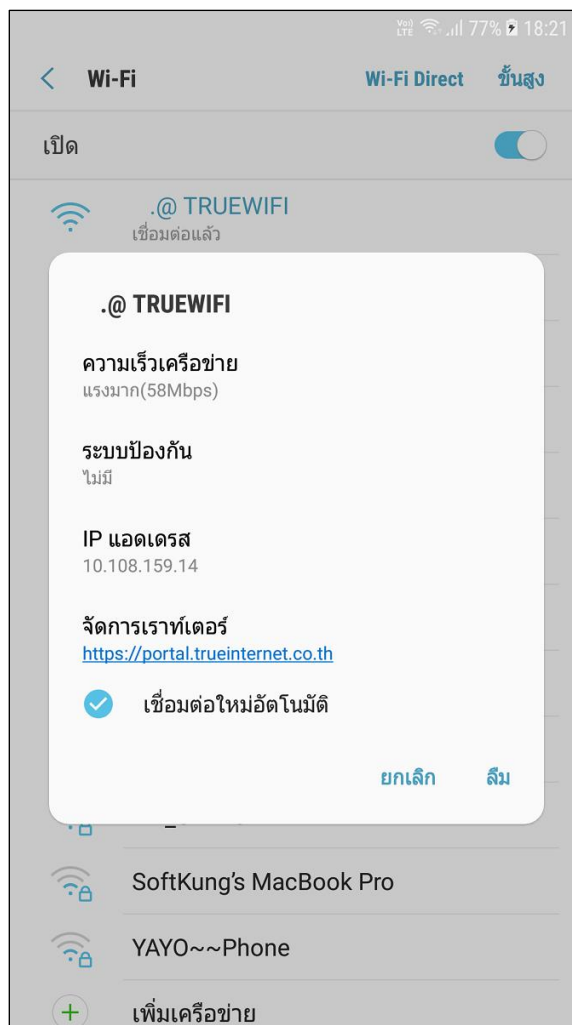 VoD LTE 77% 18:21
Wi-Fi Wi-Fi Direct ขั้นสูง
เปิด
.@ TRUEWIFI
เชื่อมต่อแล้ว
.@ TRUEWIFI
ความเร็วเครือข่าย
แรงมาก(58Mbps)
ระบบป้องกัน
ไม่มี
IP แอดเดรส
10.108.159.14
จัดการเราท์เตอร์
https://portal.trueinternet.co.th
เชื่อมต่อใหม่อัตโนมัติ
ยกเลิก ลืม
SoftKung's MacBook Pro
YAYO~~Phone
เพิ่มเครือข่าย